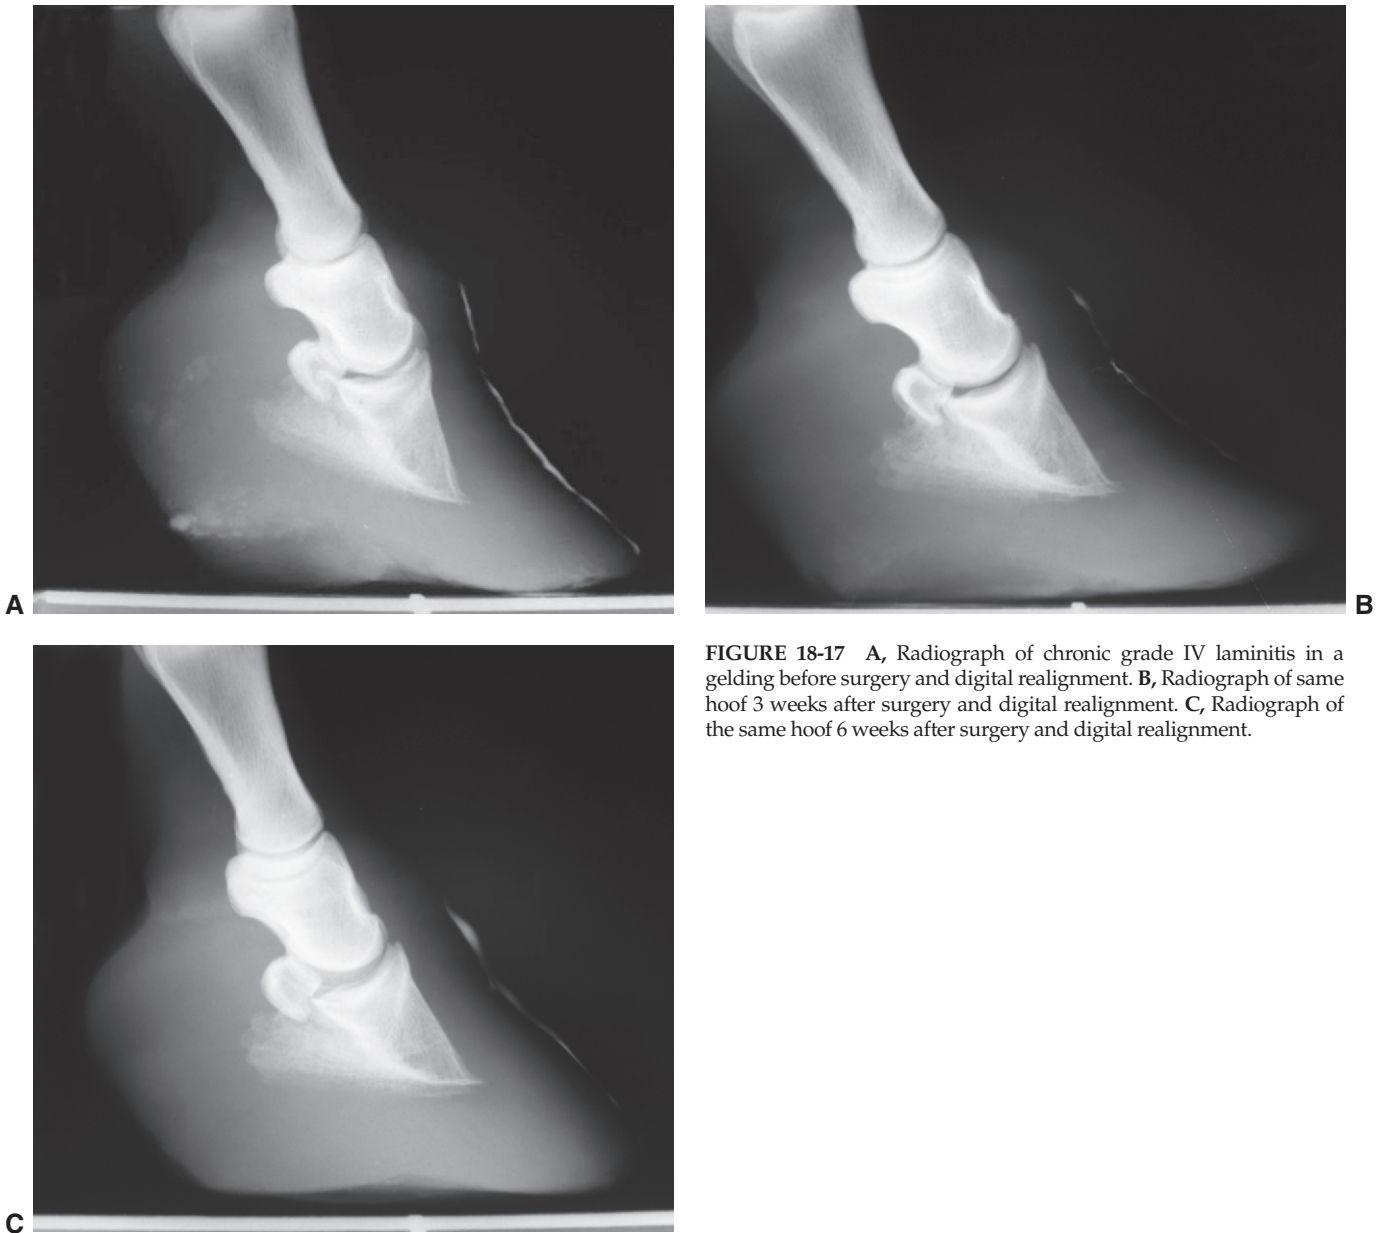 A
B
FIGURE 18-17 A, Radiograph of chronic grade IV laminitis in a
gelding before surgery and digital realignment. B, Radiograph of same
hoof 3 weeks after surgery and digital realignment. C, Radiograph of
the same hoof 6 weeks after surgery and digital realignment.
C